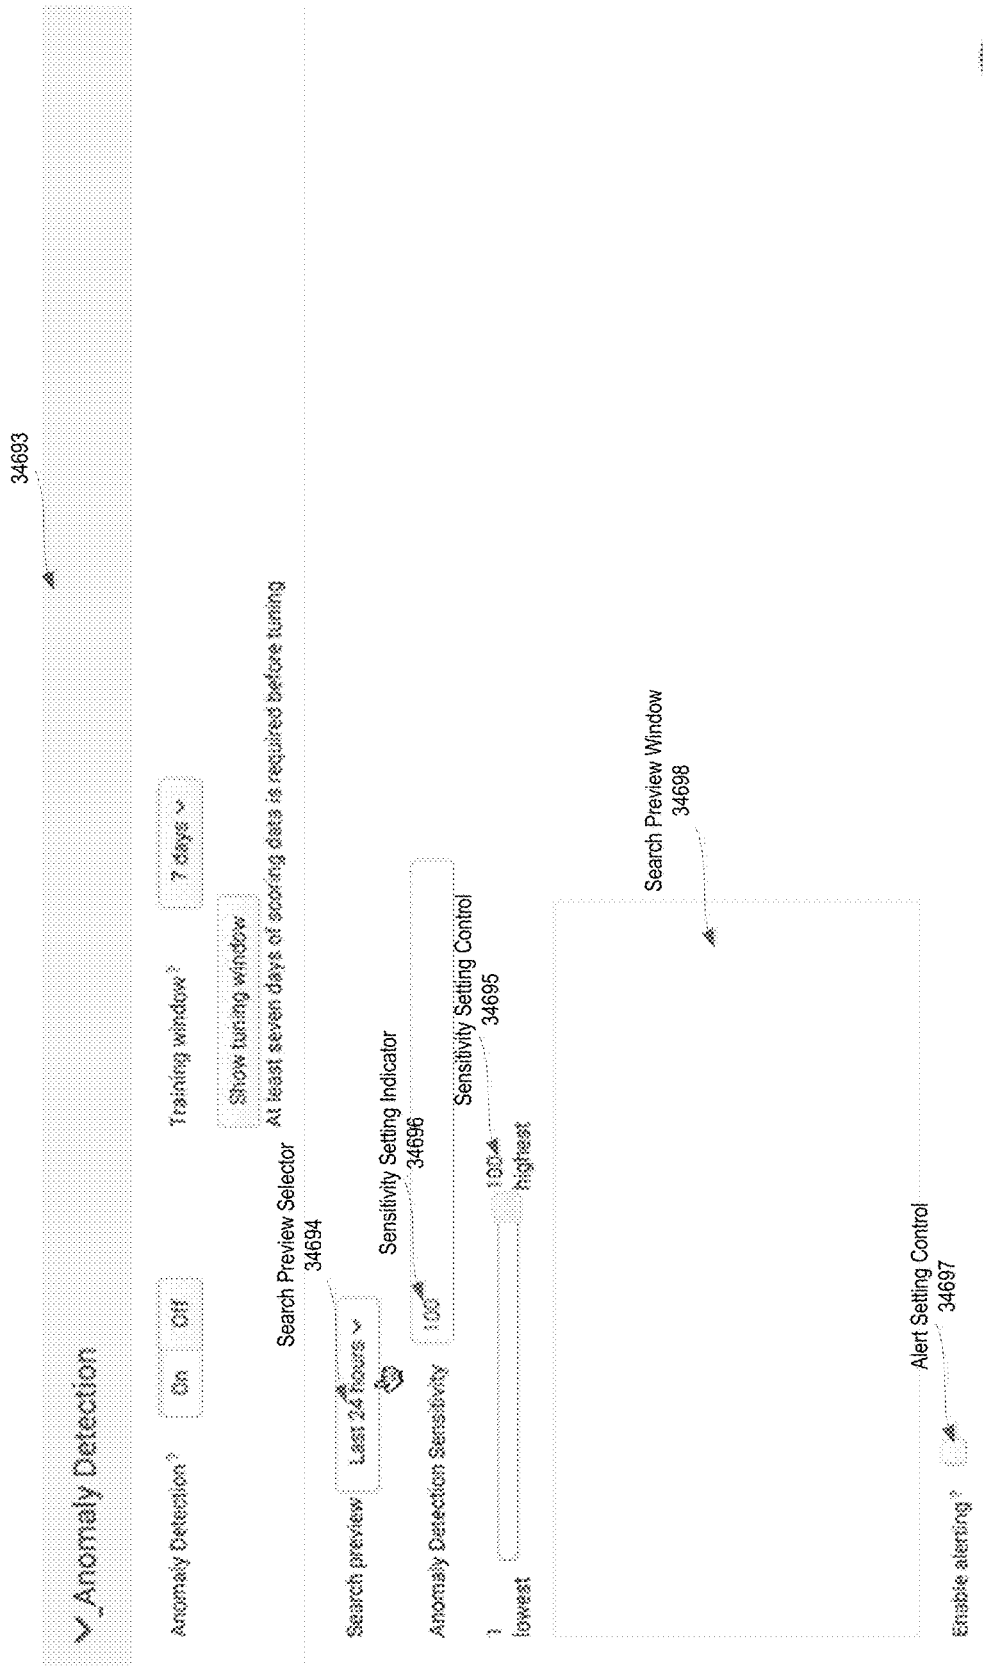 34693
Anomaly Detection
Anomaly Detection?
On
Off
Training window?
7 days
Show tuning window
At least seven days of scoring data is required before tuning
Search Preview Selector
34694
Search preview
Last 24 hours
Sensitivity Setting Indicator
34696
Anomaly Detection Sensitivity
100
Sensitivity Setting Control
34695
1
lowest
100
highest
Search Preview Window
34698
Alert Setting Control
34697
Enable alerting?